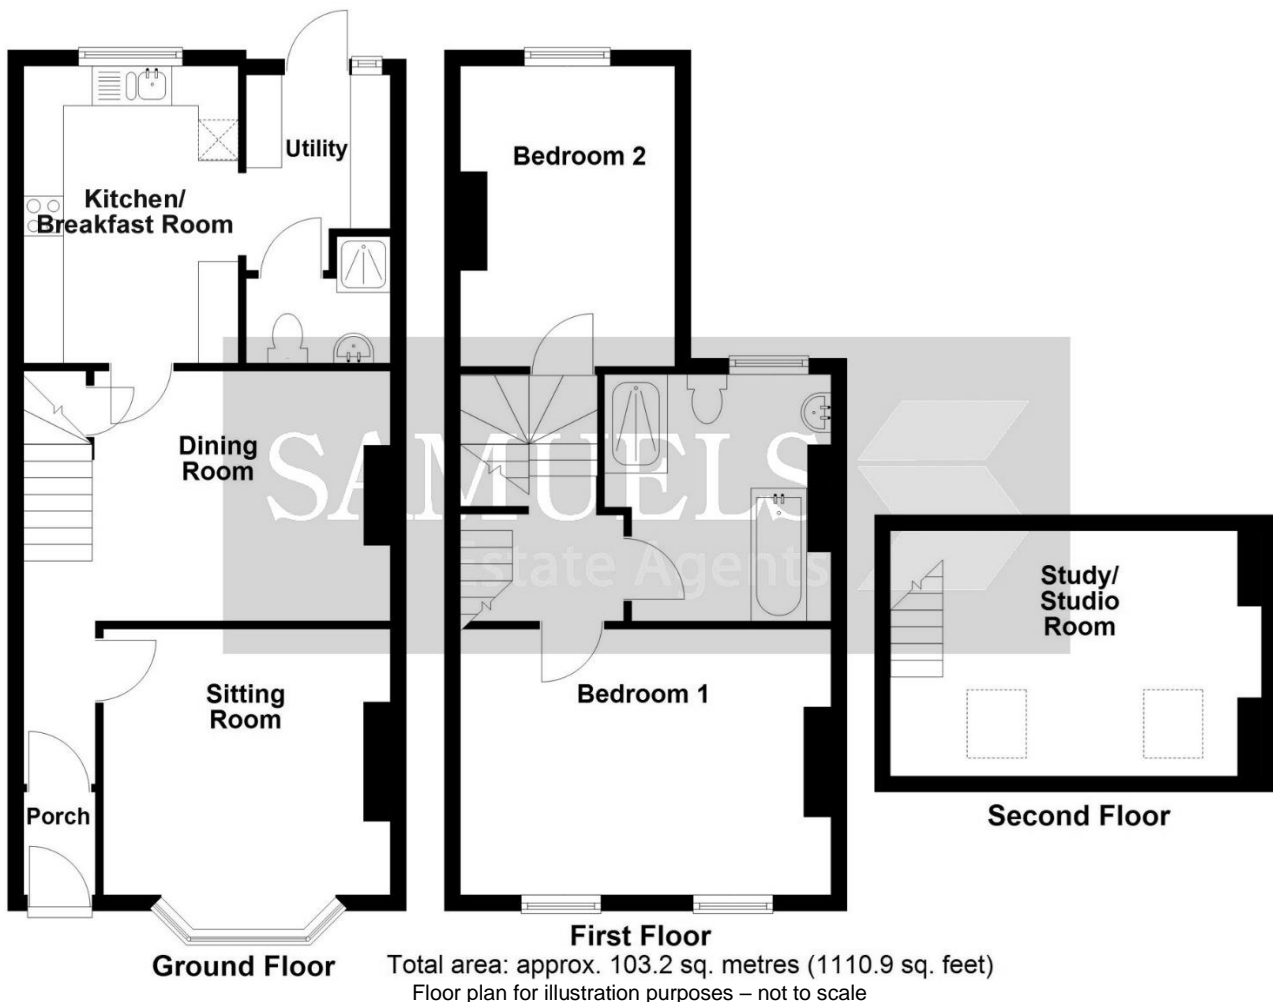 Kitchen/
Breakfast Room
Utility
Dining
Room
Sitting
Room
Porch
Ground Floor
Bedroom 2
Bedroom 1
First Floor
Study/
Studio
Room
Second Floor
SAMUELS
Estate Agents
Total area: approx. 103.2 sq. metres (1110.9 sq. feet)
Floor plan for illustration purposes – not to scale